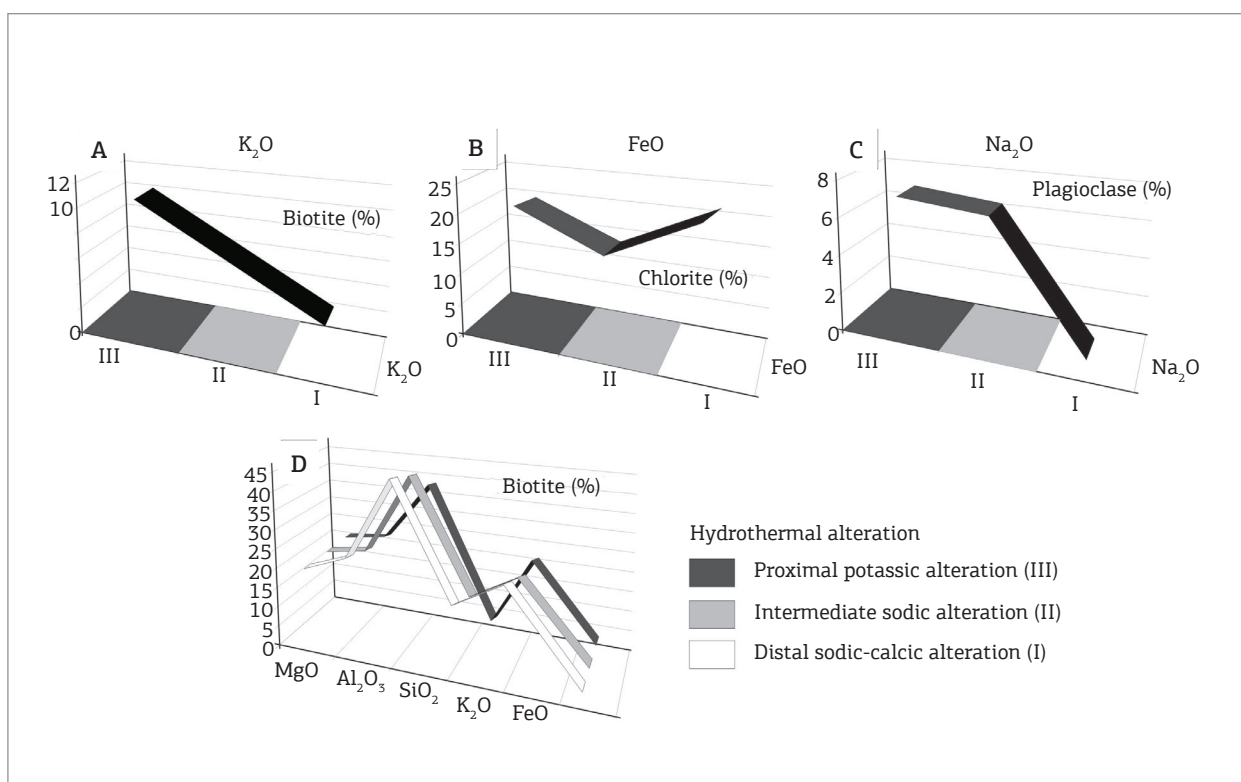 A
K₂O
12
10
0
Biotite (%)
III
II
I
K₂O
B
FeO
25
20
15
10
5
0
Chlorite (%)
III
II
I
FeO
C
Na₂O
8
6
4
2
0
Plagioclase (%)
III
II
I
Na₂O
D
45
40
35
30
25
20
15
10
5
0
Biotite (%)
MgO
Al₂O₃
SiO₂
K₂O
FeO
Hydrothermal alteration
Proximal potassic alteration (III)
Intermediate sodic alteration (II)
Distal sodic-calcic alteration (I)